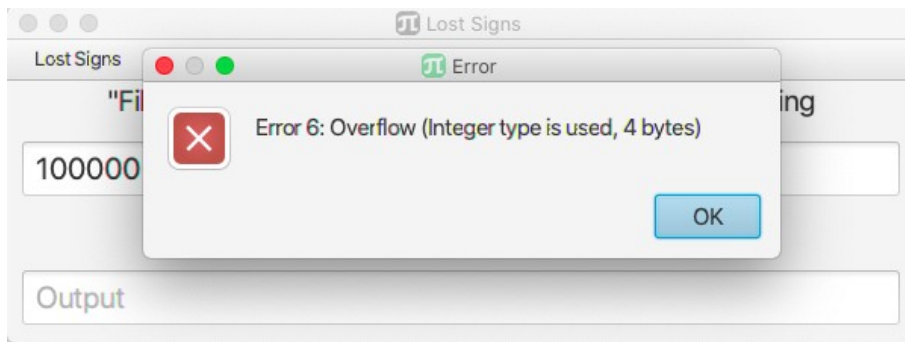 Lost Signs
Lost Signs
Error
"Fi ing
Error 6: Overflow (Integer type is used, 4 bytes)
100000
OK
Output